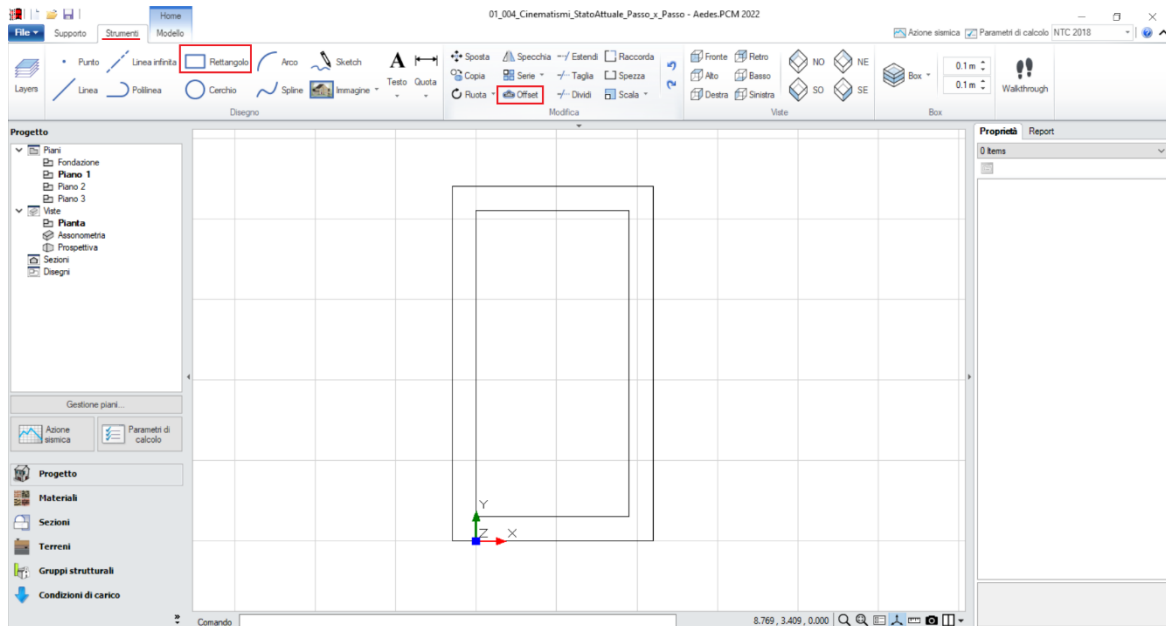 Home
01_004_Cinematismi_StatoAttuale_Passo_x_Passo - Aedes.PCM 2022
File Supporto Strumenti Modello
Azione sismica Parametri di calcolo NTC 2018
Layers
Punto Linea infinita Rettangolo Arco Sketch
Linea Polilinea Cerchio Spline Immagine
A
Testo Quota
Disegno
Sposta Specchia Estendi Raccorda
Copia Serie Taglia Spezza
Ruota Offset Dividi Scala
Modifica
Fronte Retro NO NE
Alto Basso
Destra Sinistra SO SE
Viste
Box
0.1 m
0.1 m
Walkthrough
Box
Progetto
Piani
Fondazione
Piano 1
Piano 2
Piano 3
Viste
Pianta
Assonometria
Prospettiva
Sezioni
Disegni
Gestione piani...
Azione sismica
Parametri di calcolo
Progetto
Materiali
Sezioni
Terreni
Gruppi strutturali
Condizioni di carico
Y
Z X
Proprietà Report
0 Items
Comando
8.769 , 3.409 , 0.000